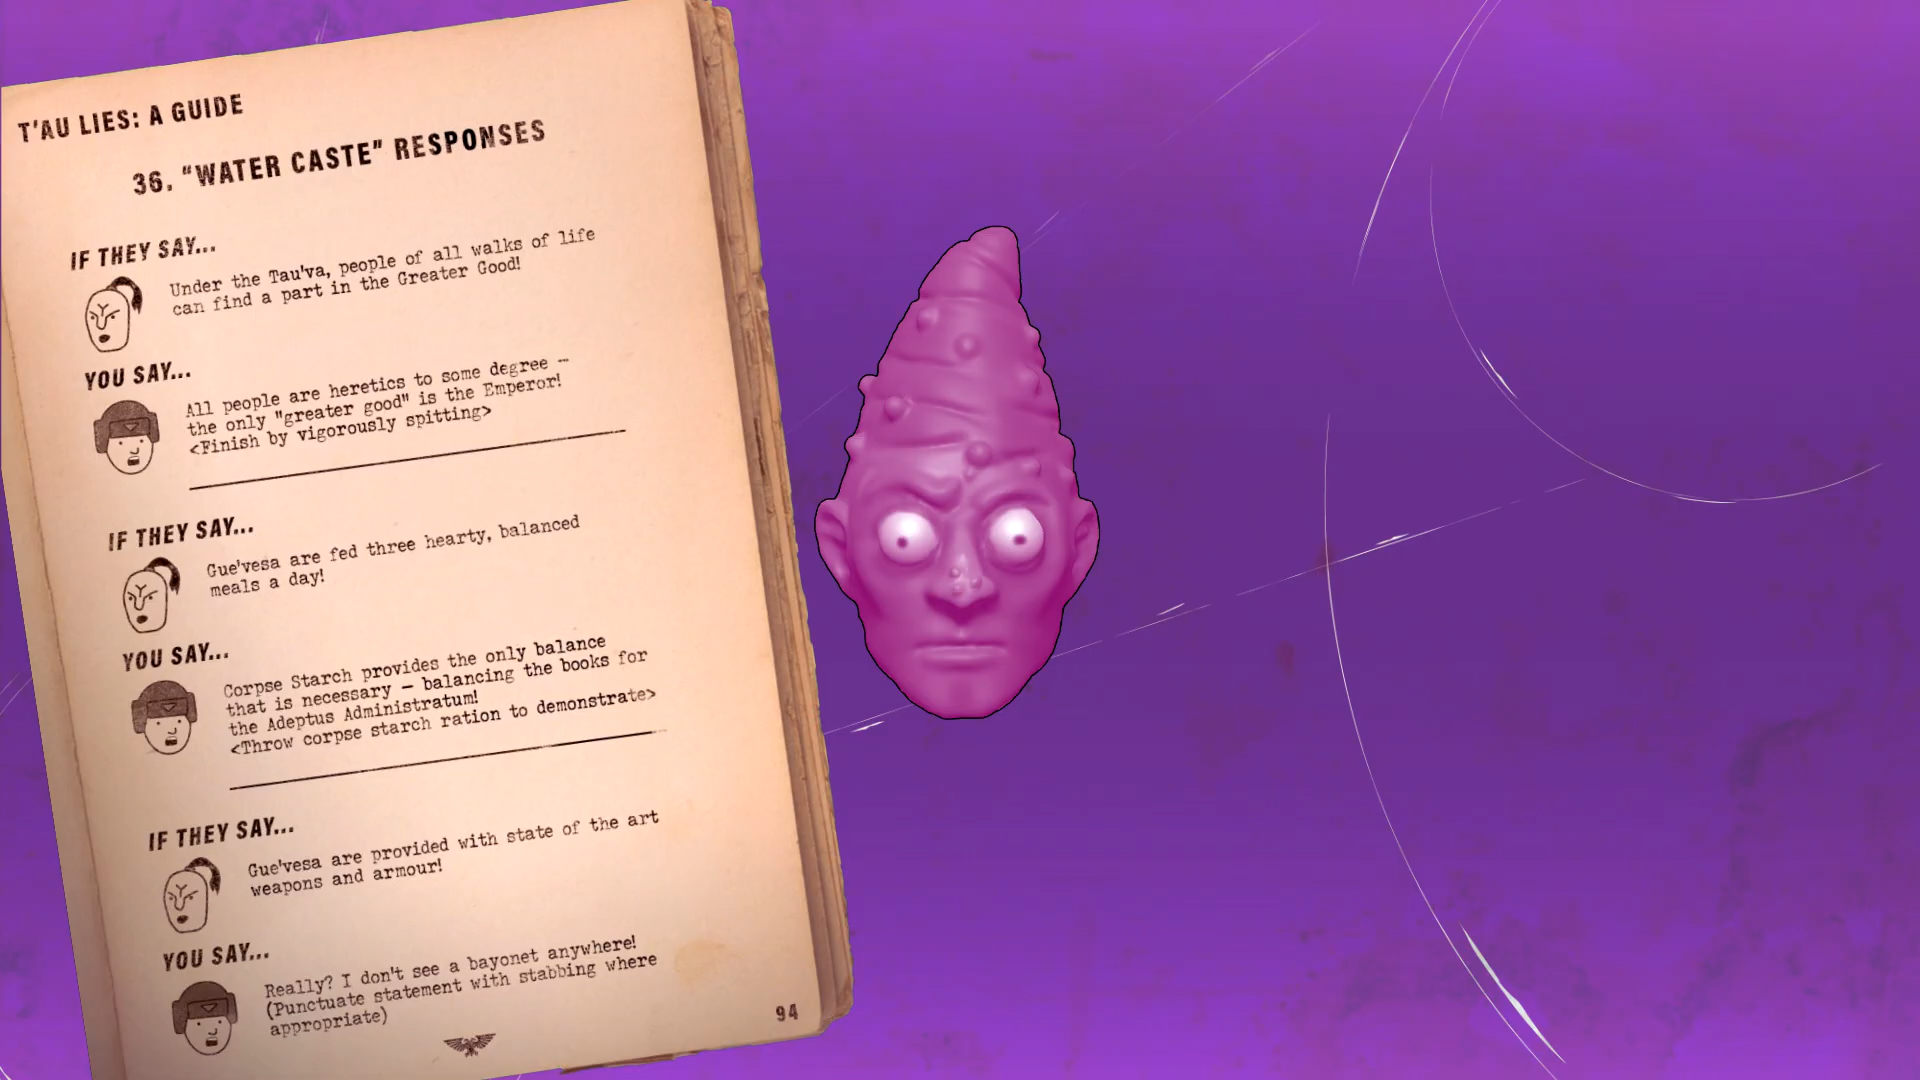 T'AU LIES: A GUIDE
36. "WATER CASTE" RESPONSES
IF THEY SAY...
Under the Tau'va, people of all walks of life
can find a part in the Greater Good!
YOU SAY...
All people are heretics to some degree —
the only "greater good" is the Emperor!
<Finish by vigorously spitting>
IF THEY SAY...
Gue'vesa are fed three hearty, balanced
meals a day!
YOU SAY...
Corpse Starch provides the only balance
that is necessary — balancing the books for
the Adeptus Administratum!
<Throw corpse starch ration to demonstrate>
IF THEY SAY...
Gue'vesa are provided with state of the art
weapons and armour!
YOU SAY...
Really? I don't see a bayonet anywhere!
(Punctuate statement with stabbing where
appropriate)
94